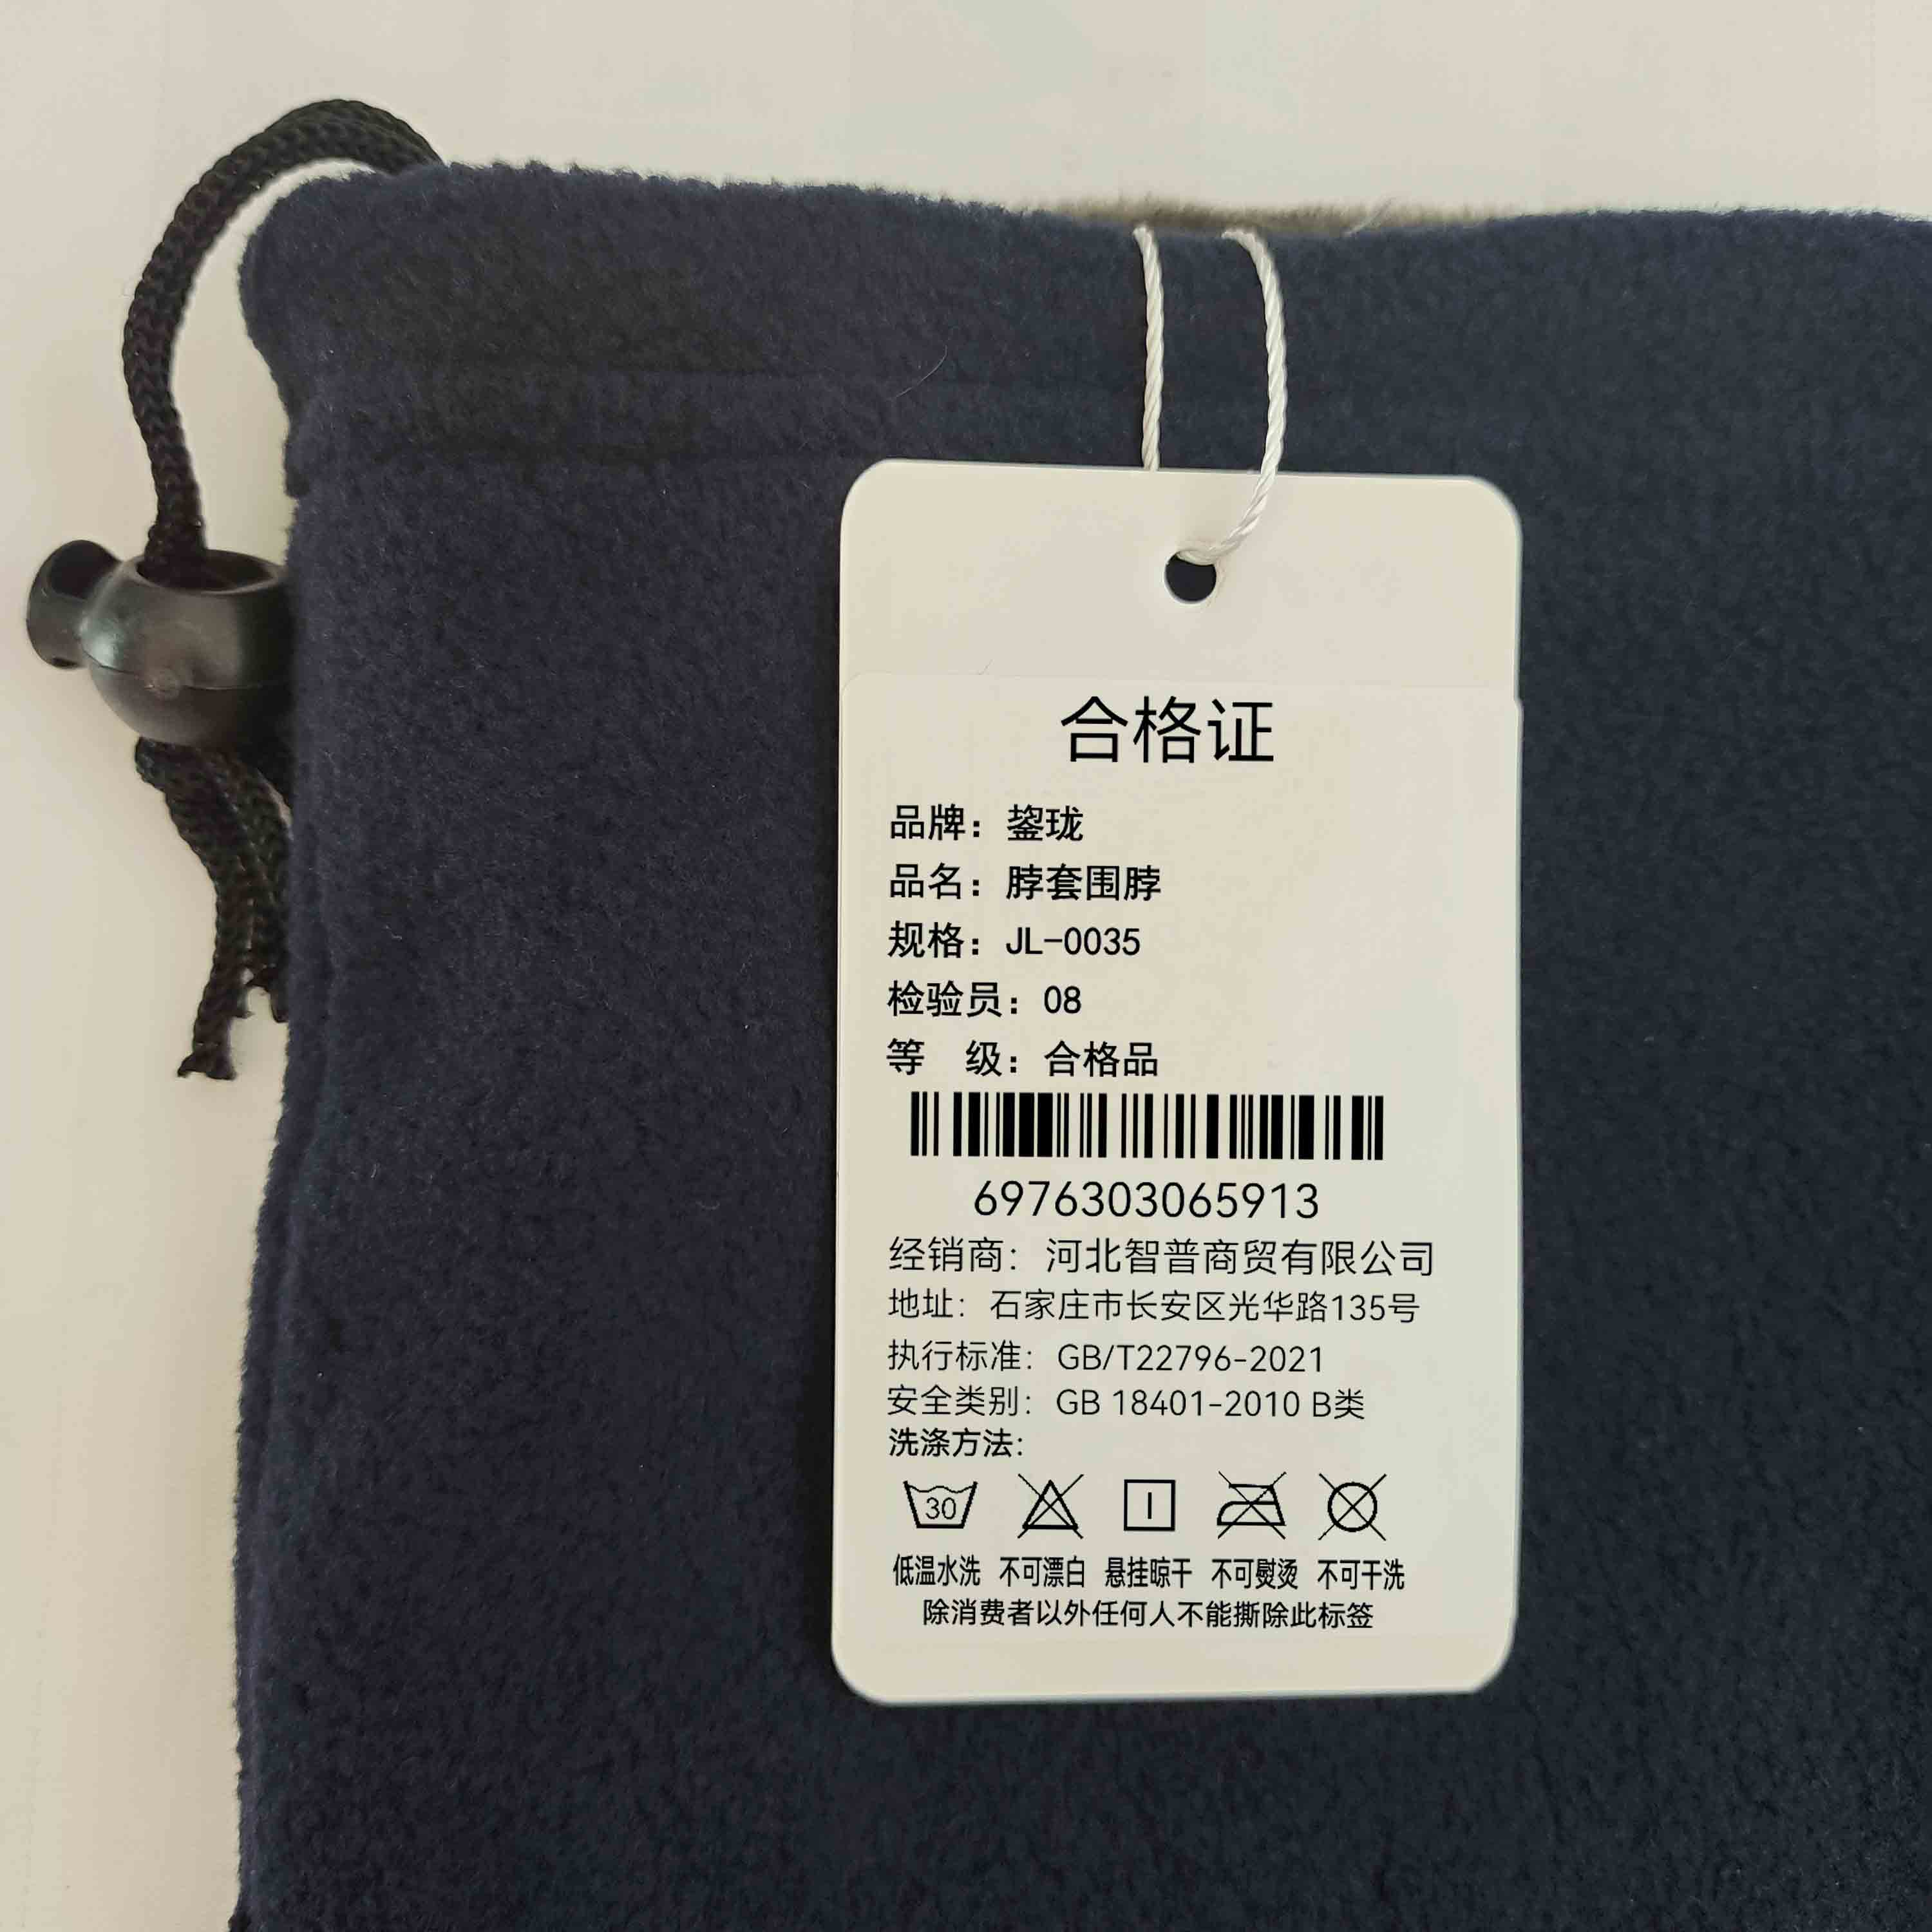 合格证
品牌：鋆珑
品名：脖套围脖
规格：JL-0035
检验员：08
等 级：合格品
6976303065913
经销商：河北智普商贸有限公司
地址：石家庄市长安区光华路135号
执行标准：GB/T22796-2021
安全类别：GB 18401-2010 B类
洗涤方法:
30
低温水洗 不可漂白 悬挂晾干 不可熨烫 不可干洗
除消费者以外任何人不能撕除此标签